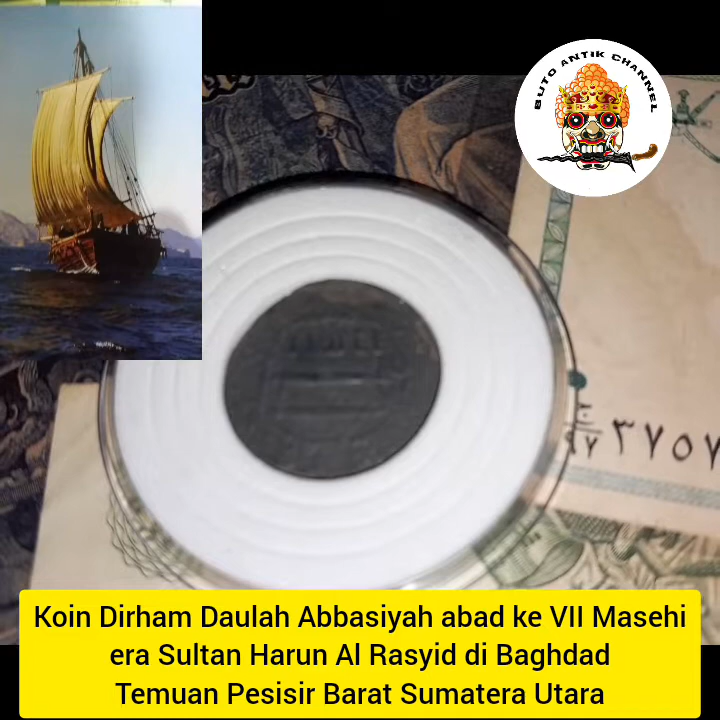 BUTO ANTIK CHANNEL
٣٧٥٧
Koin Dirham Daulah Abbasiyah abad ke VII Masehi
era Sultan Harun Al Rasyid di Baghdad
Temuan Pesisir Barat Sumatera Utara